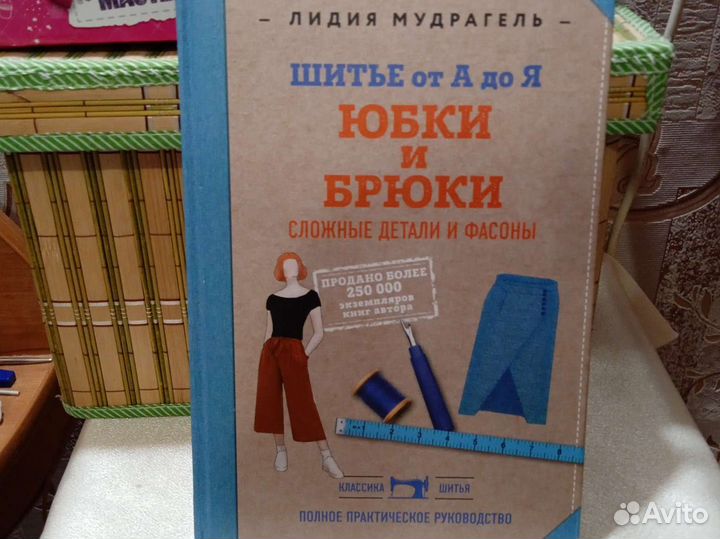 MASTE
– ЛИДИЯ МУДРАГЕЛЬ –
ШИТЬЕ от А до Я
ЮБКИ
И
БРЮКИ
СЛОЖНЫЕ ДЕТАЛИ И ФАСОНЫ
ПРОДАНО БОЛЕЕ
250 000
экземпляров
книг автора
КЛАССИКА ШИТЬЯ
ПОЛНОЕ ПРАКТИЧЕСКОЕ РУКОВОДСТВО
Avito